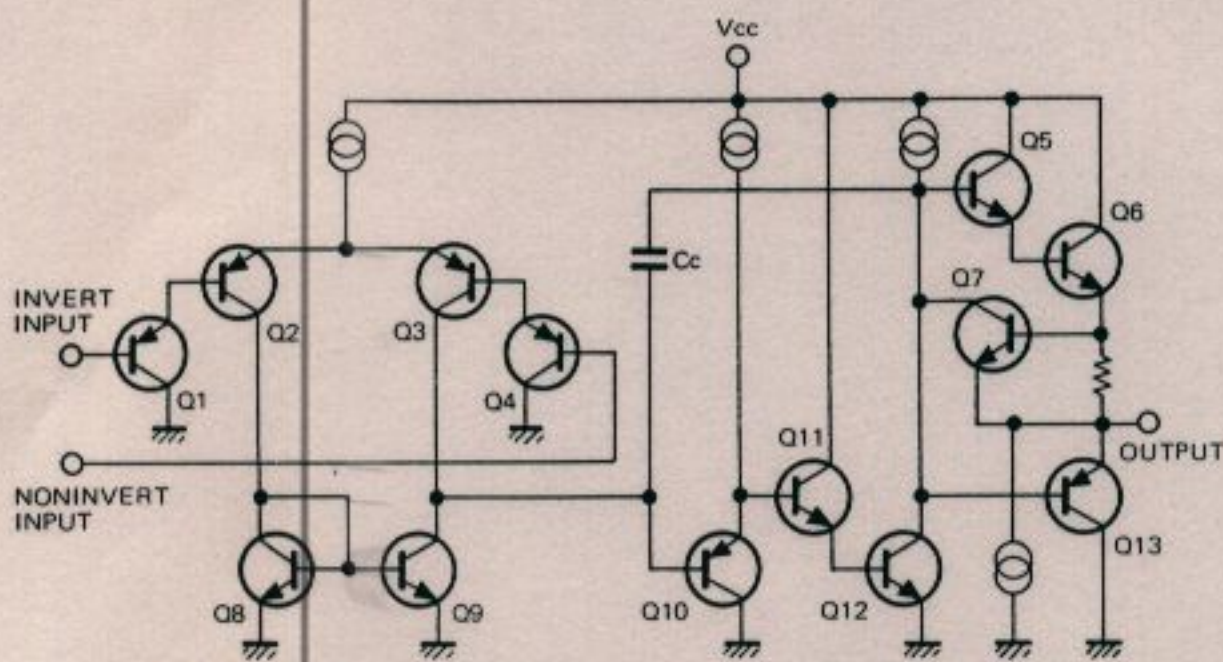 Vcc
Q5
Q6
Cc
Q7
INVERT
INPUT
Q2
Q3
Q1
Q4
Q11
OUTPUT
NONINVERT
INPUT
Q13
Q8
Q9
Q10
Q12